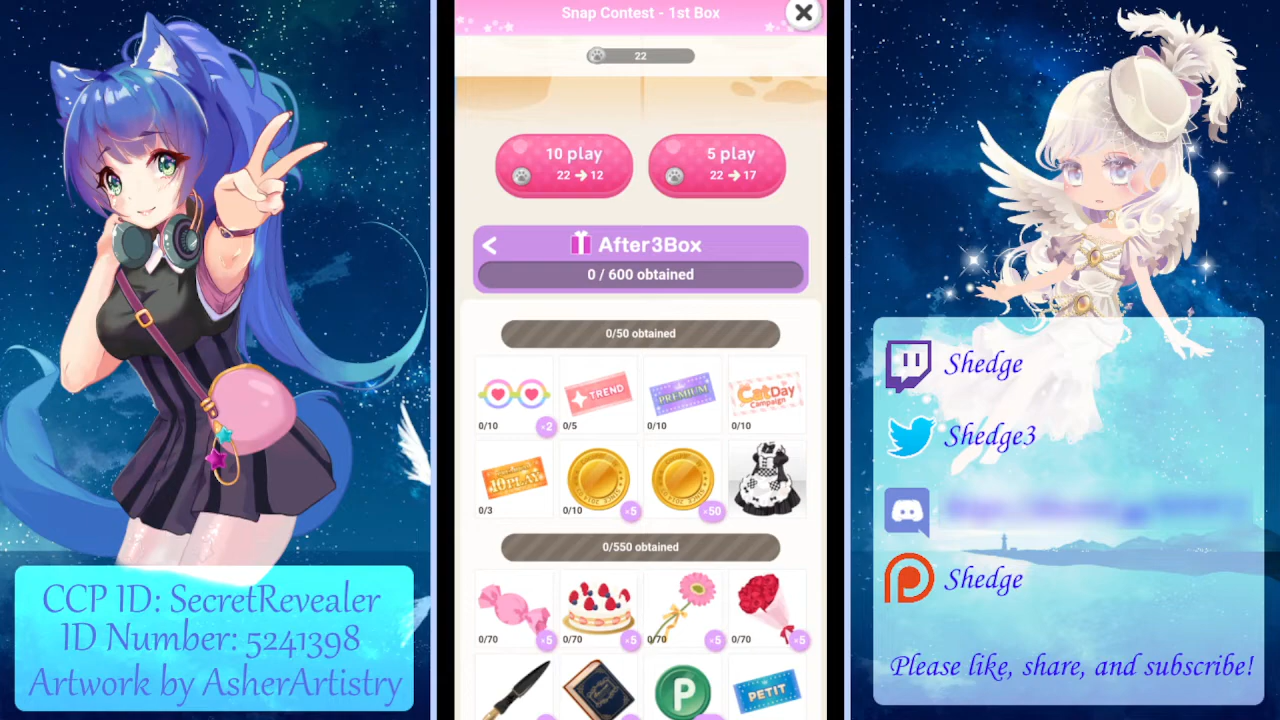 Snap Contest - 1st Box
22
10 play
22 → 12
5 play
22 → 17
After3Box
0 / 600 obtained
0/50 obtained
TREND
PREMIUM
CatDay
Campaign
0/10
×2
0/5
0/10
0/10
10PLAY
0/3
0/10
×5
×50
0/550 obtained
0/70
×5
0/70
×5
0/70
×5
0/70
×5
P
PETIT
CCP ID: SecretRevealer
ID Number: 5241398
Artwork by AsherArtistry
Shedge
Shedge3
Shedge
Please like, share, and subscribe!